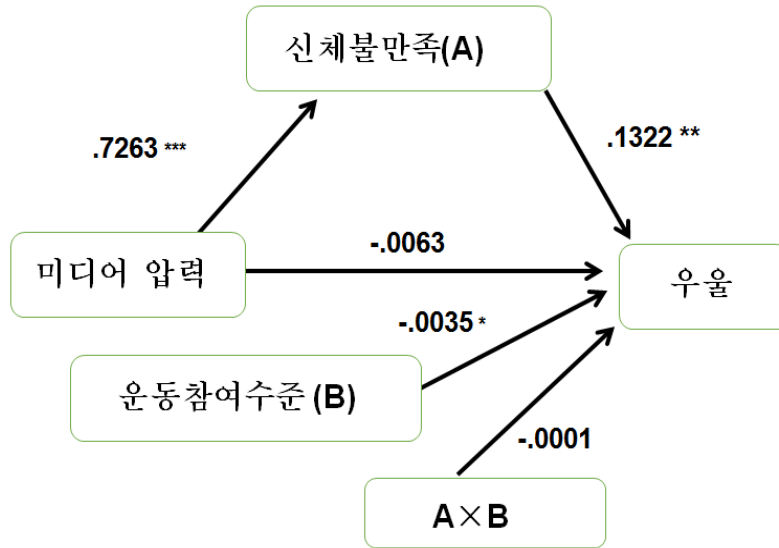 신체불만족(A)
.7263 ***
.1322 **
-.0063
미디어 압력
우울
-.0035 *
운동참여수준 (B)
-.0001
A×B